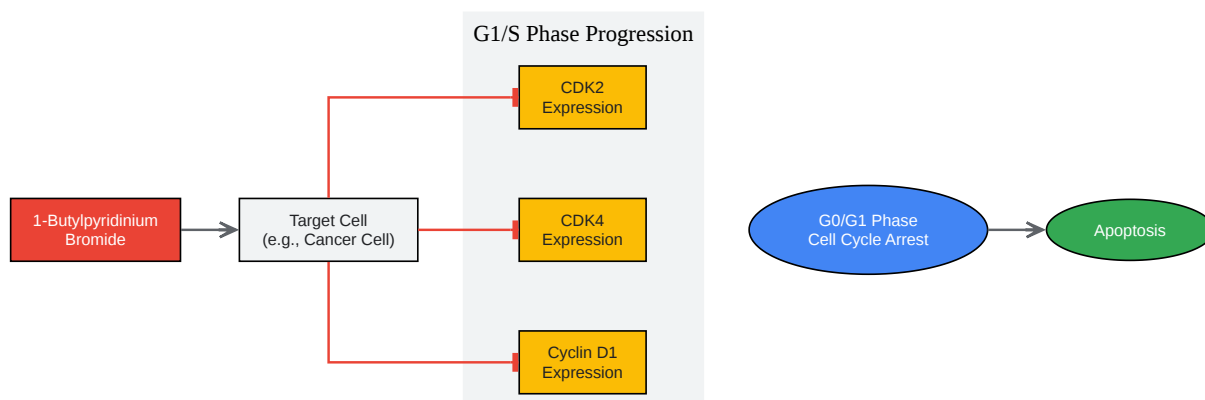 G1/S Phase Progression
CDK2
Expression
1-Butylpyridinium
Bromide
Target Cell
(e.g., Cancer Cell)
CDK4
Expression
G0/G1 Phase
Cell Cycle Arrest
Apoptosis
Cyclin D1
Expression